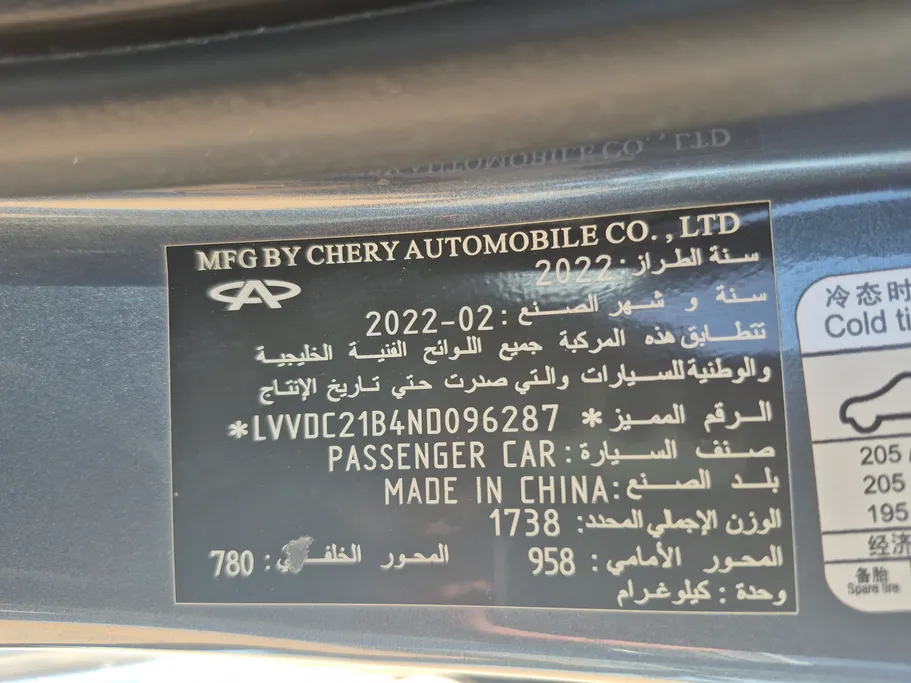 MFG BY CHERY AUTOMOBILE CO., LTD
سنة الطراز: 2022
سنة و شهر الصنع: 2022-02
تتطابق هذه المركبة جميع اللوائح الفنية الخليجية
والوطنية للسيارات والتي صدرت حتي تاريخ الإنتاج
الرقم المميز: *LVVDC21B4ND096287*
صنف السيارة: PASSENGER CAR
بلد الصنع: MADE IN CHINA
الوزن الإجمالي المحدد: 1738
المحور الأمامي: 958 المحور الخلفي: 780
وحدة: كيلوغرام
冷态时
Cold ti
205
205
195
经济
备胎
Spare tire